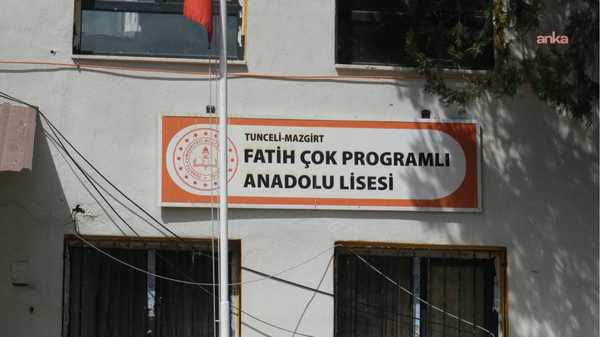 anka
TUNCELİ-MAZGİRT
FATİH ÇOK PROGRAMLI
ANADOLU LİSESİ